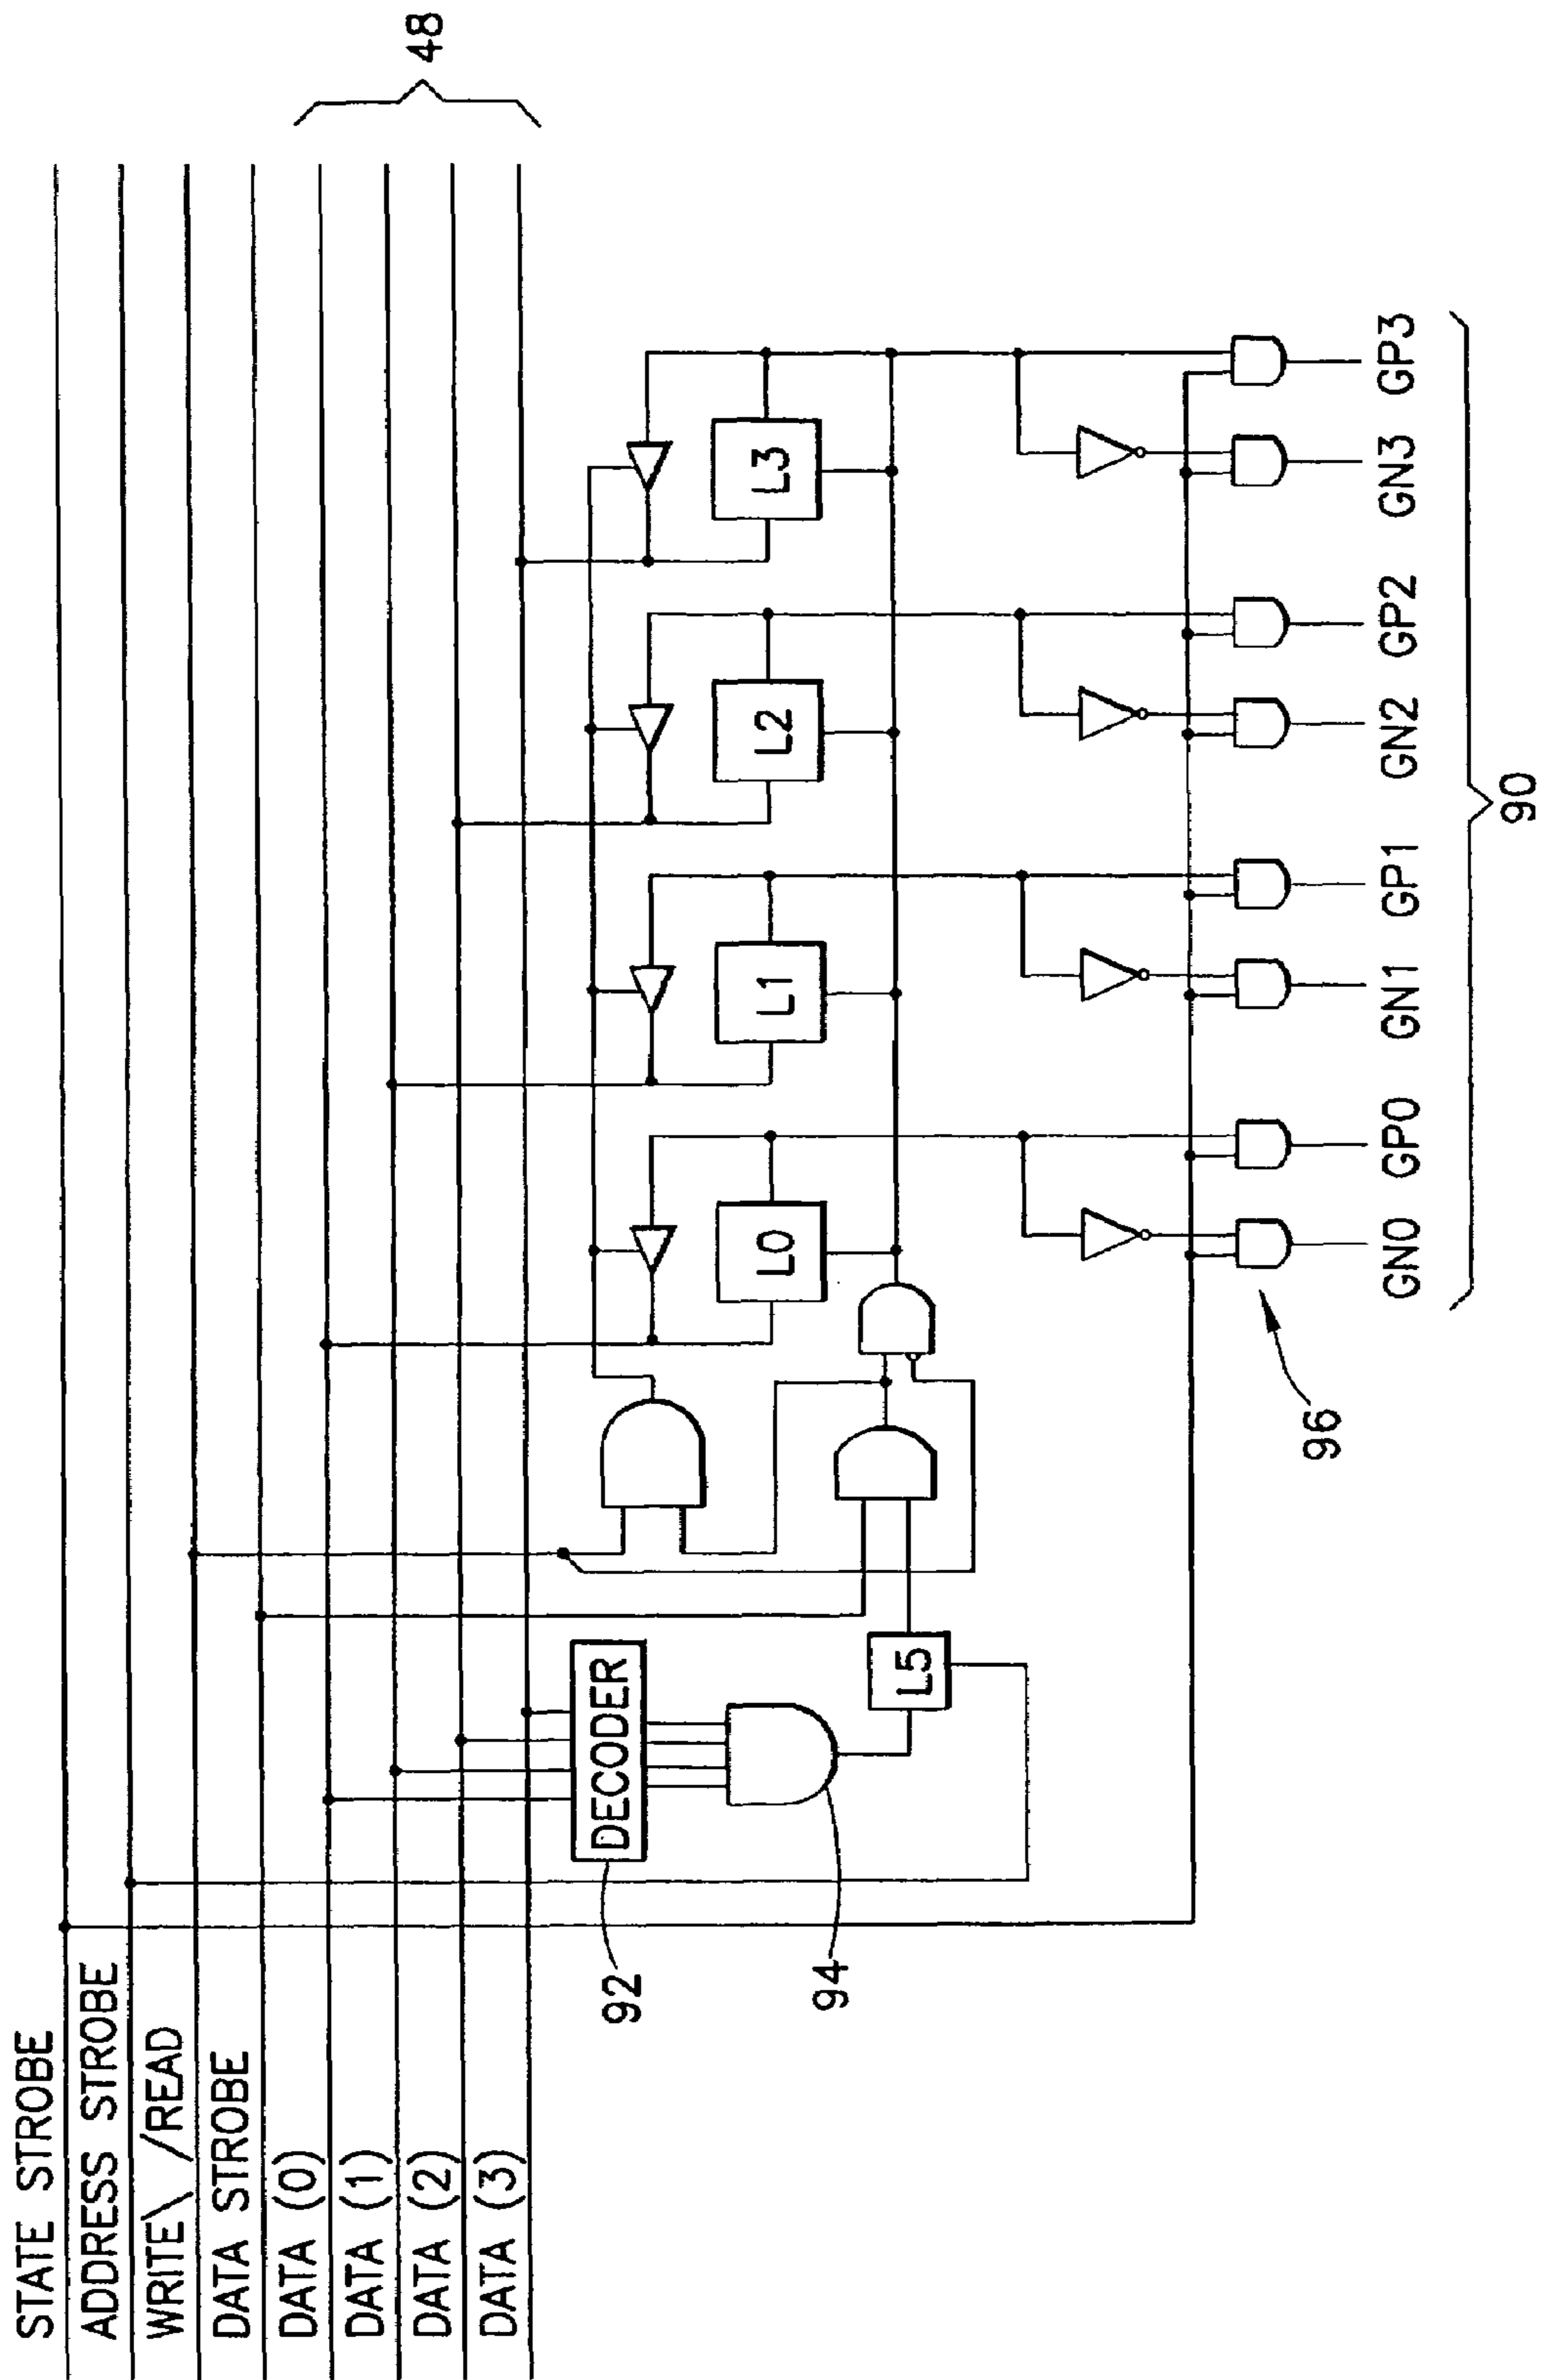 STATE STROBE
ADDRESS STROBE
WRITE\ /READ
DATA STROBE
DATA (0)
DATA (1)
DATA (2)
DATA (3)
48
92
DECODER
94
L5
L0
L1
L2
L3
96
GN0 GP0 GN1 GP1 GN2 GP2 GN3 GP3
90